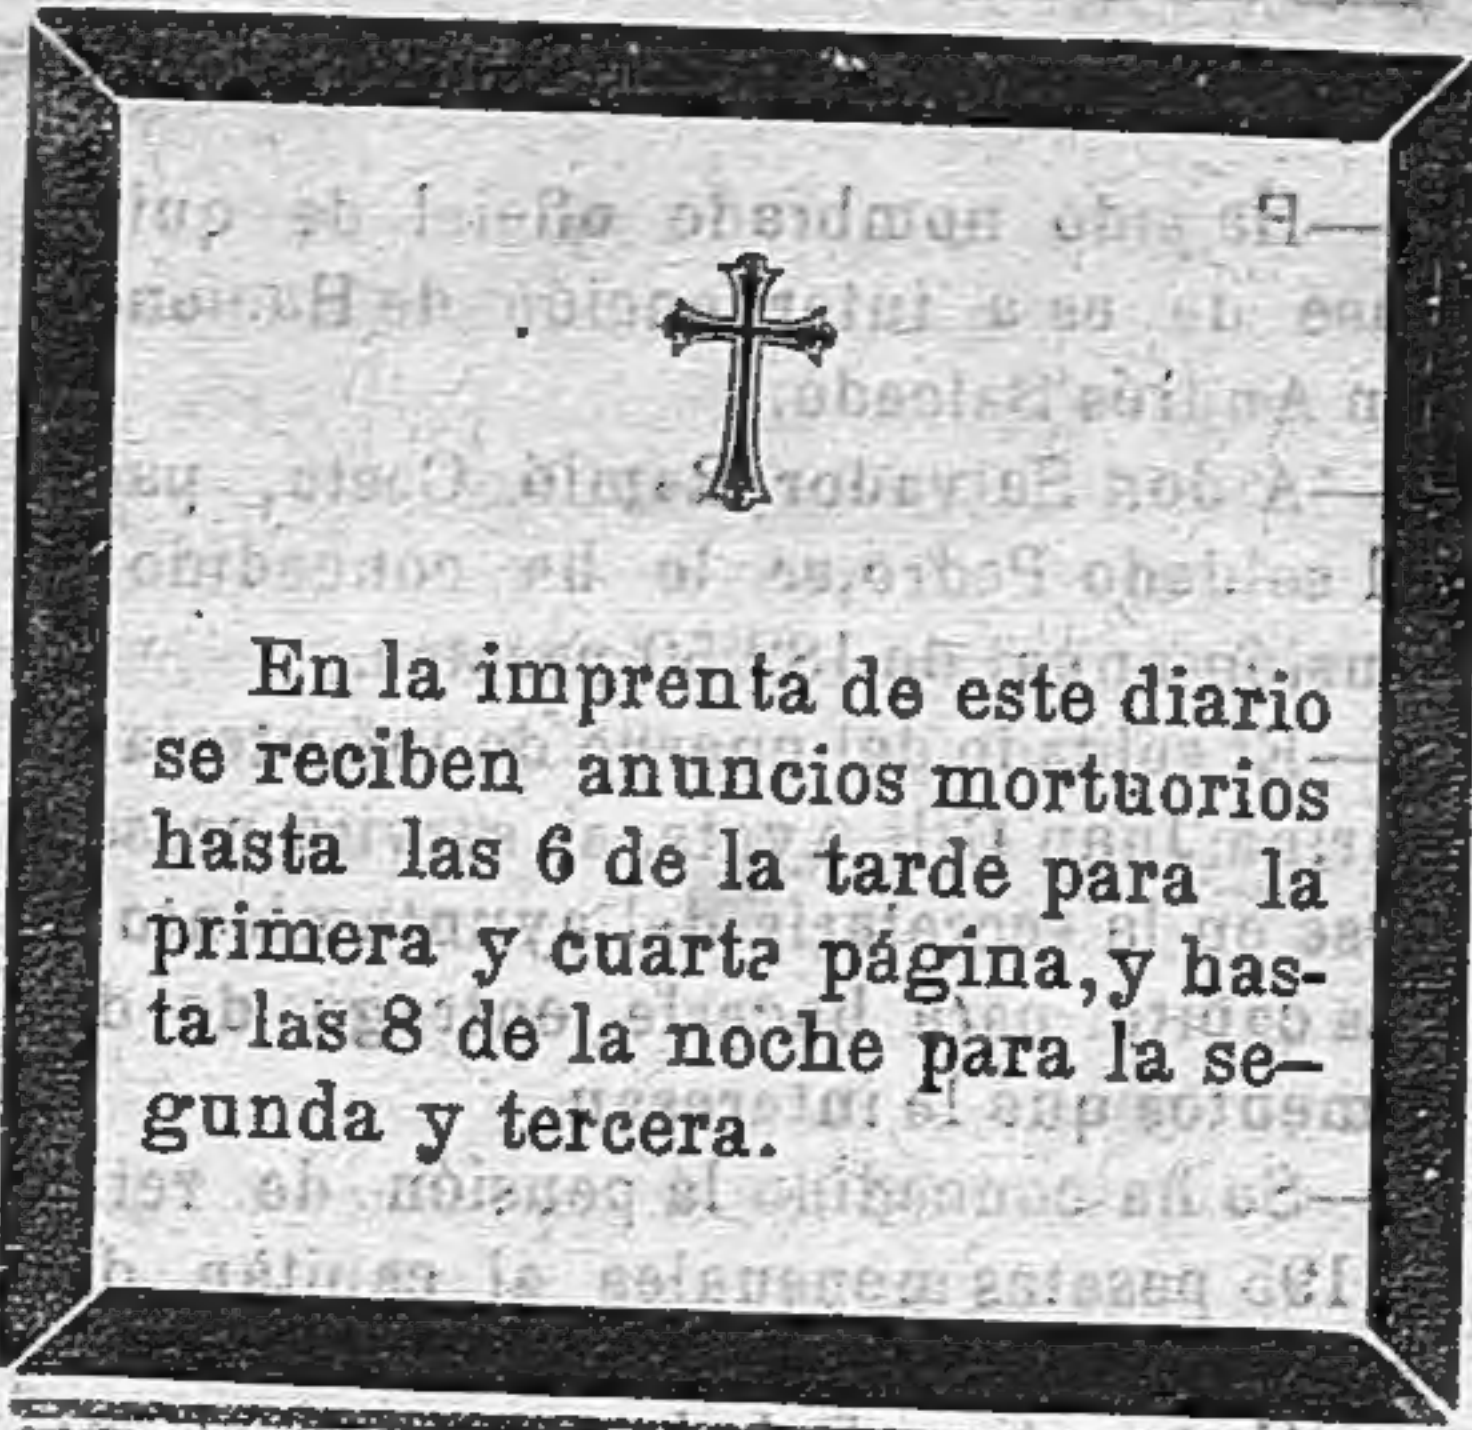 En la imprenta de este diario
se reciben anuncios mortuorios
hasta las 6 de la tarde para la
primera y cuarta página, y has-
ta las 8 de la noche para la se-
gunda y tercera.